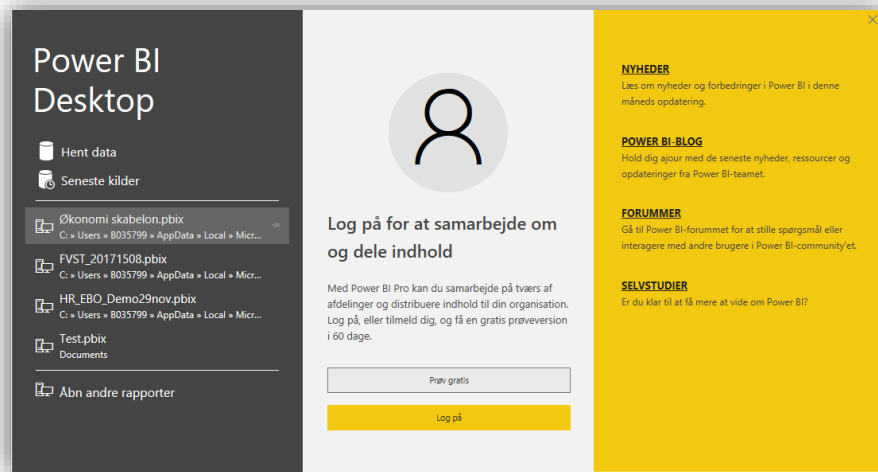 Power BI
Desktop
Hent data
Seneste kilder
Økonomi skabelon.pbix
C: » Users » B035799 » AppData » Local » Micr...
FVST_20171508.pbix
C: » Users » B035799 » AppData » Local » Micr...
HR_EBO_Demo29nov.pbix
C: » Users » B035799 » AppData » Local » Micr...
Test.pbix
Documents
Åbn andre rapporter
Log på for at samarbejde om
og dele indhold
Med Power BI Pro kan du samarbejde på tværs af
afdelinger og distribuere indhold til din organisation.
Log på, eller tilmeld dig, og få en gratis prøveversion
i 60 dage.
Prøv gratis
Log på
NYHEDER
Læs om nyheder og forbedringer i Power BI i denne
måneds opdatering.
POWER BI-BLOG
Hold dig ajour med de seneste nyheder, ressourcer og
opdateringer fra Power BI-teamet.
FORUMMER
Gå til Power BI-forummet for at stille spørgsmål eller
interagere med andre brugere i Power BI-community'et.
SELVSTUDIER
Er du klar til at få mere at vide om Power BI?